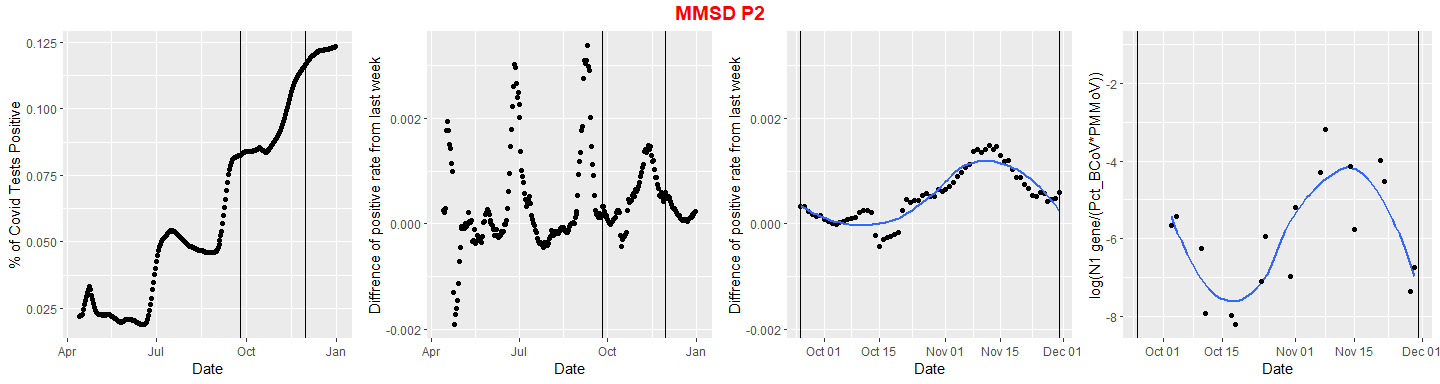 MMSD P2
% of Covid Tests Positive
0.125
0.100
0.075
0.050
0.025
Apr
Jul
Oct
Jan
Date
Diffrence of positive rate from last week
0.002
0.000
-0.002
Apr
Jul
Oct
Jan
Date
Diffrence of positive rate from last week
0.002
0.000
-0.002
Oct 01
Oct 15
Nov 01
Nov 15
Dec 01
Date
log(N1 gene/(Pct_BCoV*PMMoV))
-2
-4
-6
-8
Oct 01
Oct 15
Nov 01
Nov 15
Dec 01
Date